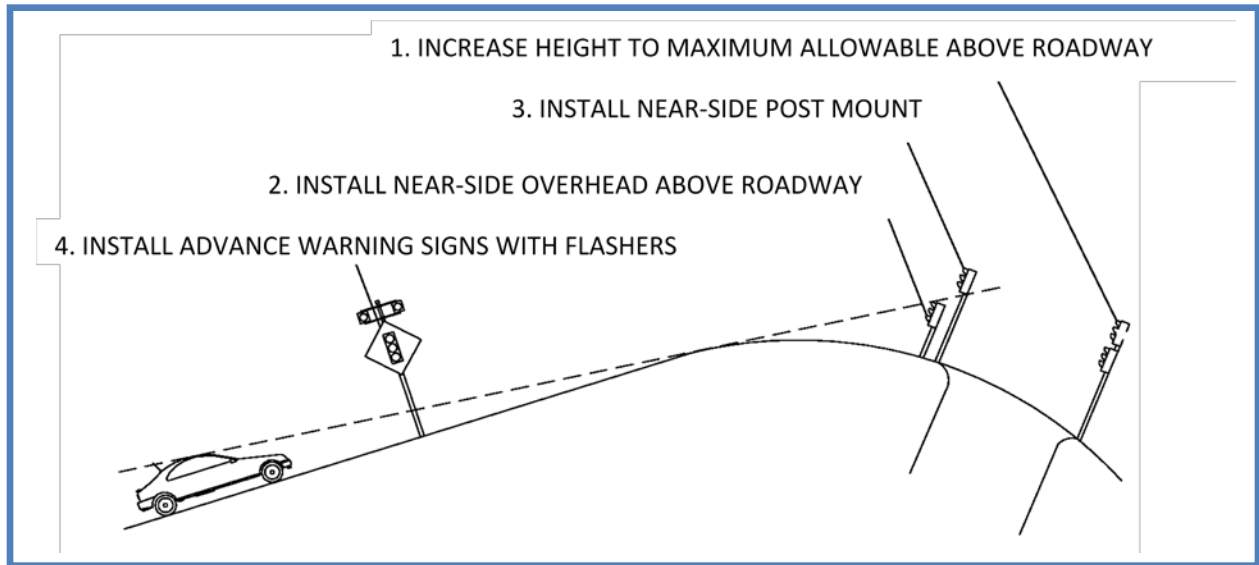 1. INCREASE HEIGHT TO MAXIMUM ALLOWABLE ABOVE ROADWAY
3. INSTALL NEAR-SIDE POST MOUNT
2. INSTALL NEAR-SIDE OVERHEAD ABOVE ROADWAY
4. INSTALL ADVANCE WARNING SIGNS WITH FLASHERS